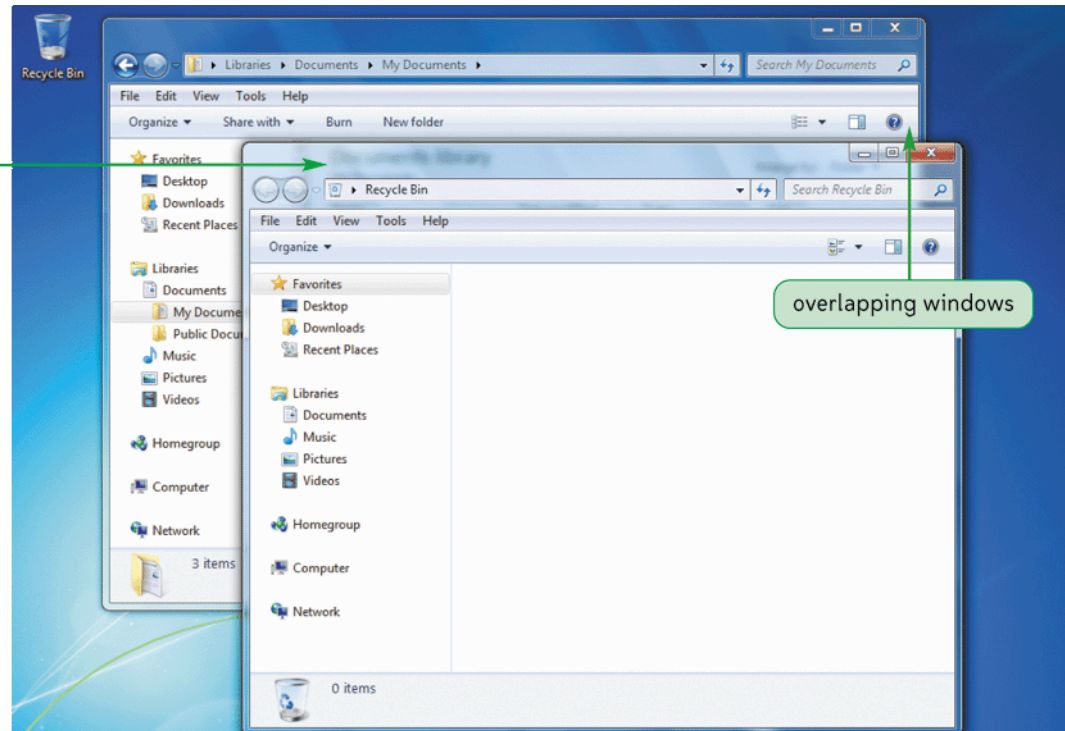 Recycle Bin
Libraries Documents My Documents
Search My Documents
File Edit View Tools Help
Organize Share with Burn New folder
Favorites
Desktop
Downloads
Recent Places
Libraries
Documents
My Docume
Public Docu
Music
Pictures
Videos
Homegroup
Computer
Network
3 items
Documents library
Recycle Bin
Search Recycle Bin
File Edit View Tools Help
Organize
Favorites
Desktop
Downloads
Recent Places
Libraries
Documents
Music
Pictures
Videos
Homegroup
Computer
Network
0 items
overlapping windows